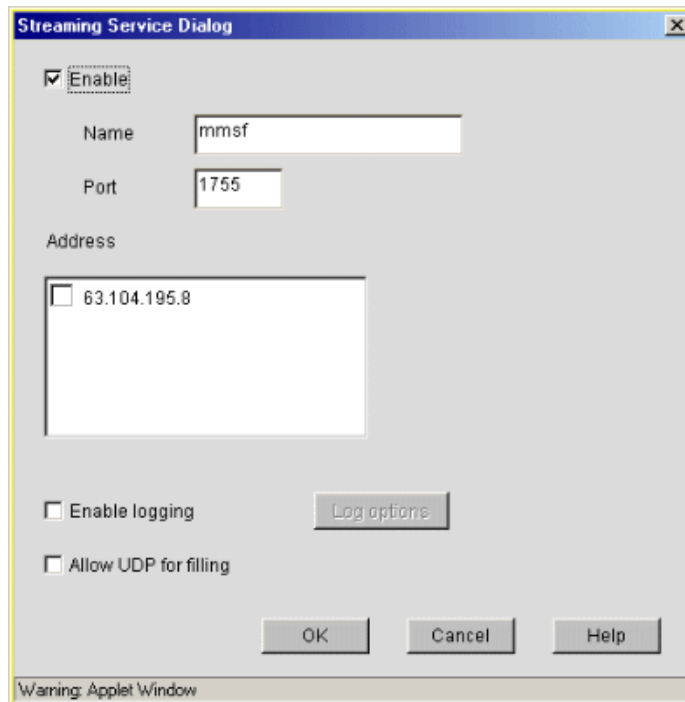 Streaming Service Dialog
Enable
Name mmsf
Port 1755
Address
63.104.195.8
Enable logging Log options
Allow UDP for filling
OK Cancel Help
Warning: Applet Window